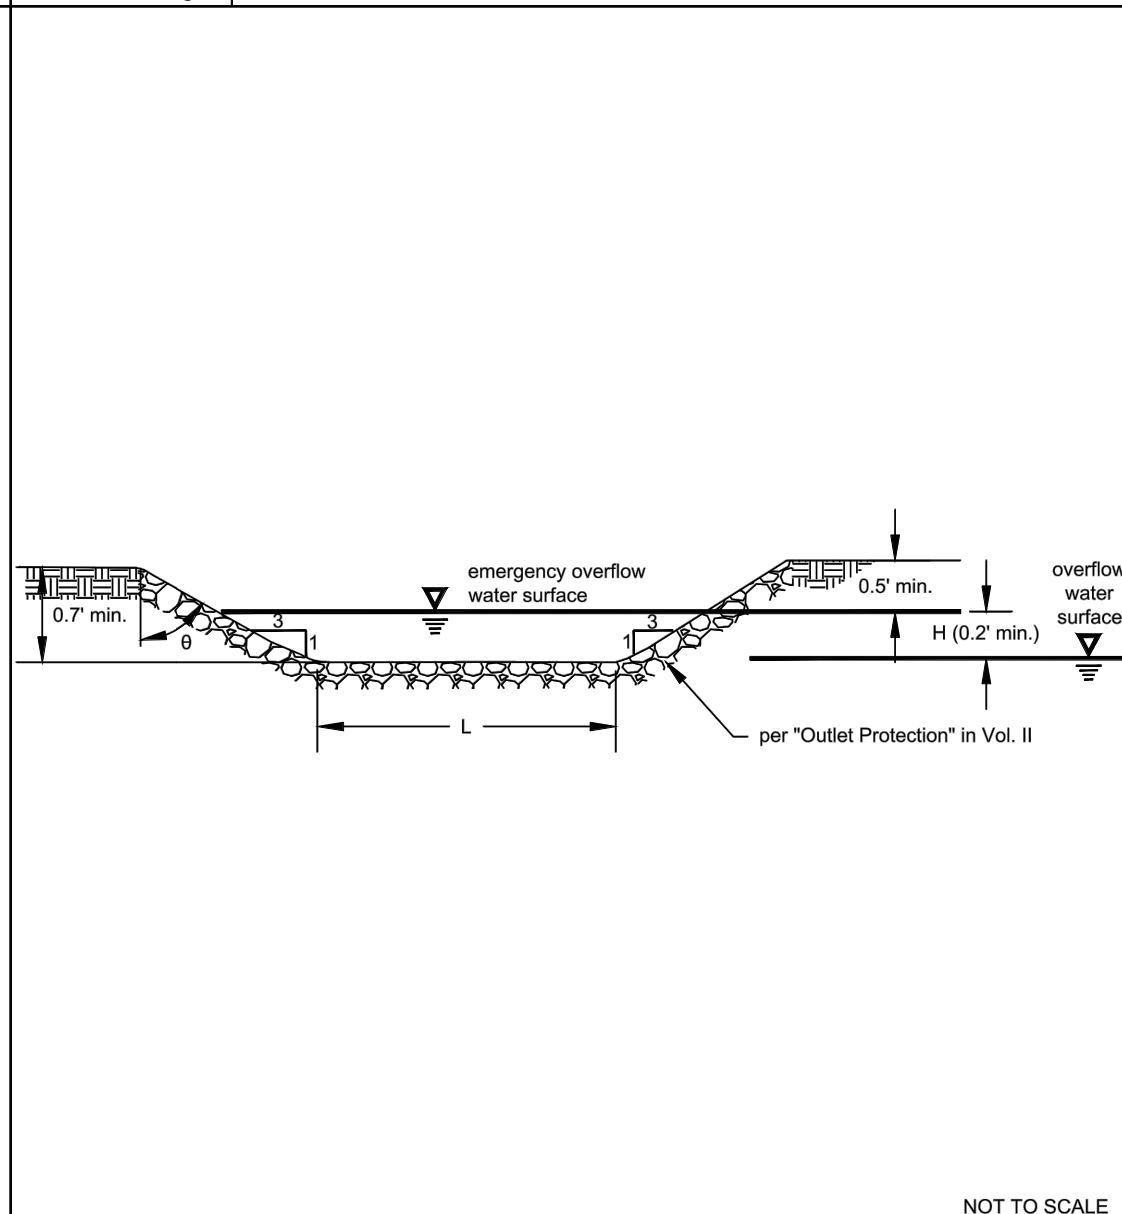 emergency overflow
water surface
0.5' min.
overflow
water
surface
0.7' min.
3
3
H (0.2' min.)
θ
1
1
L
per "Outlet Protection" in Vol. II
NOT TO SCALE